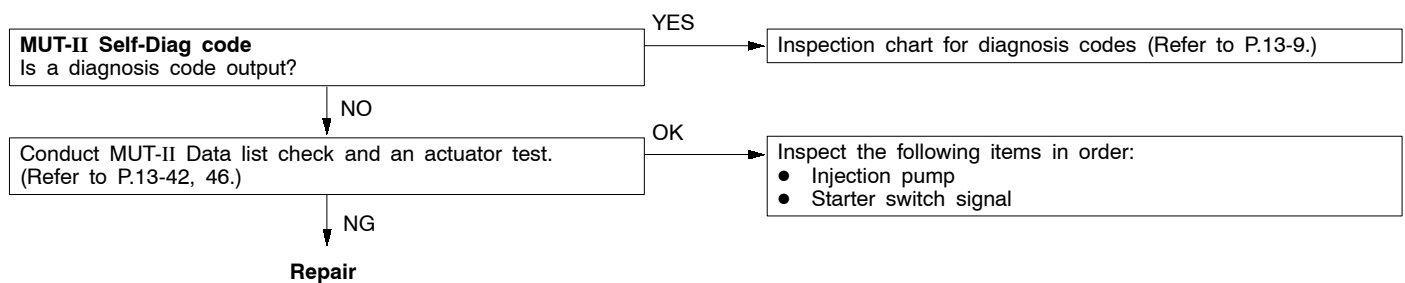 MUT-II Self-Diag code
Is a diagnosis code output?
YES
Inspection chart for diagnosis codes (Refer to P.13-9.)
NO
Conduct MUT-II Data list check and an actuator test.
(Refer to P.13-42, 46.)
OK
Inspect the following items in order:
● Injection pump
● Starter switch signal
NG
Repair